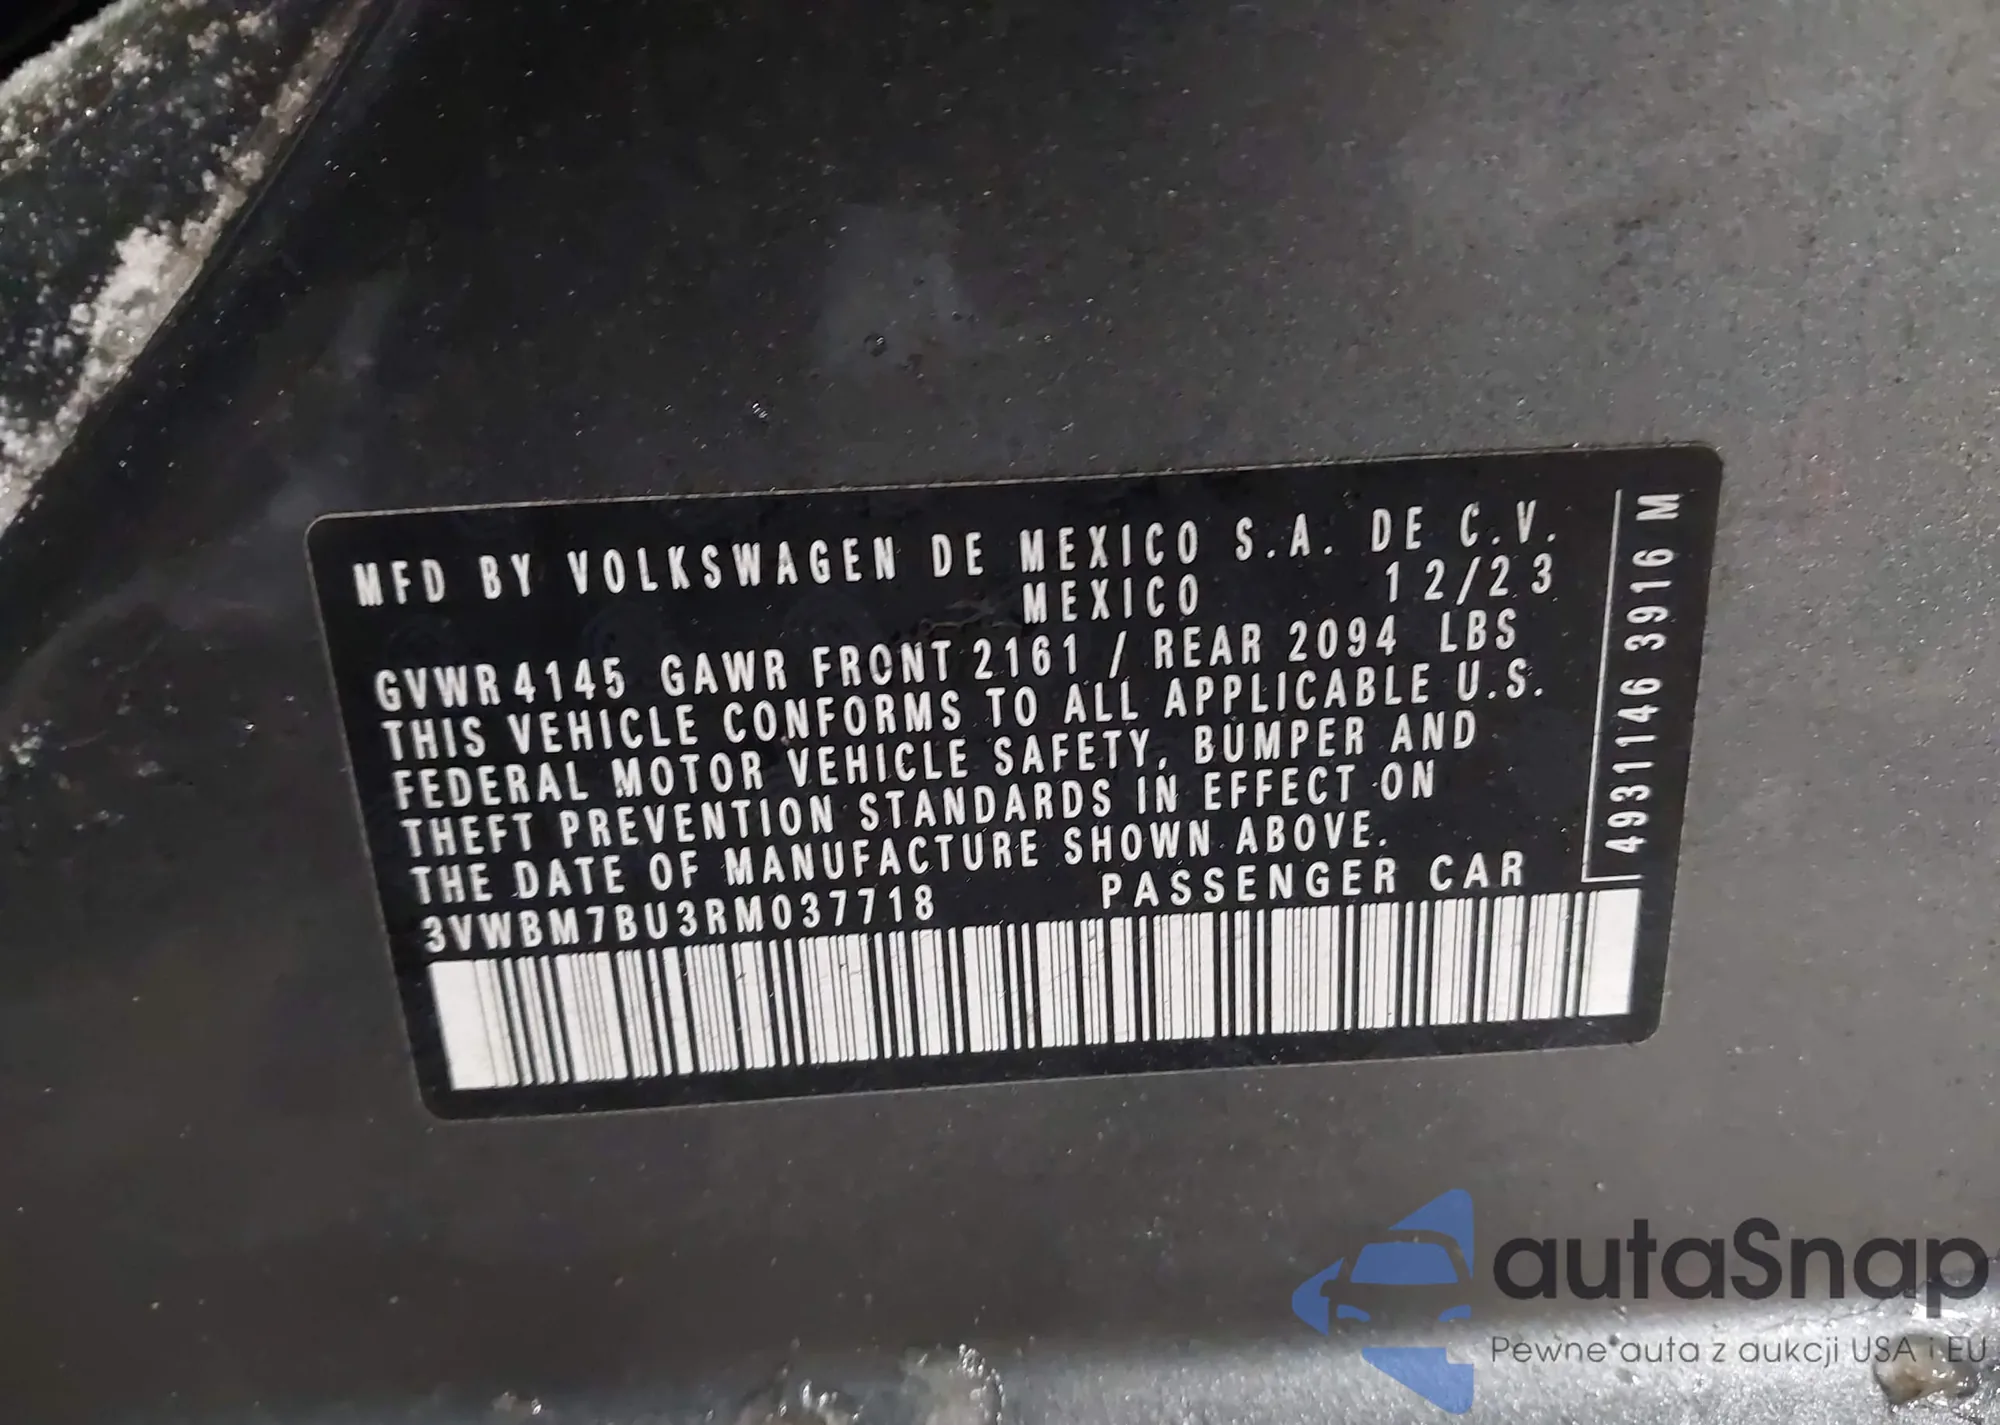 MFD BY VOLKSWAGEN DE MEXICO S.A. DE C.V.
MEXICO 12/23
GVWR 4145 GAWR FRONT 2161 / REAR 2094 LBS
THIS VEHICLE CONFORMS TO ALL APPLICABLE U.S.
FEDERAL MOTOR VEHICLE SAFETY, BUMPER AND
THEFT PREVENTION STANDARDS IN EFFECT ON
THE DATE OF MANUFACTURE SHOWN ABOVE.
3VWBM7BU3RM037718 PASSENGER CAR
4931146 3916 M
autaSnap
Pewne auta z aukcji USA i EU